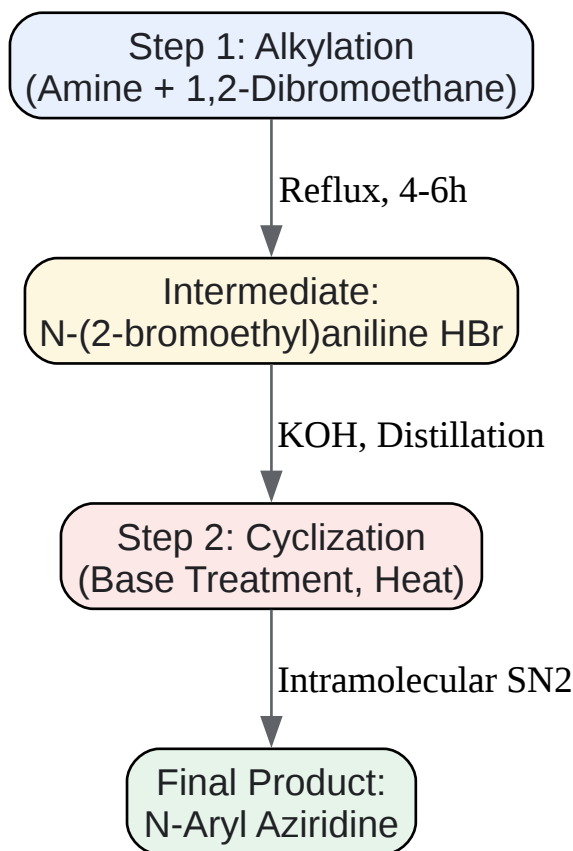 Step 1: Alkylation
(Amine + 1,2-Dibromoethane)
Reflux, 4-6h
Intermediate:
N-(2-bromoethyl)aniline HBr
KOH, Distillation
Step 2: Cyclization
(Base Treatment, Heat)
Intramolecular SN2
Final Product:
N-Aryl Aziridine